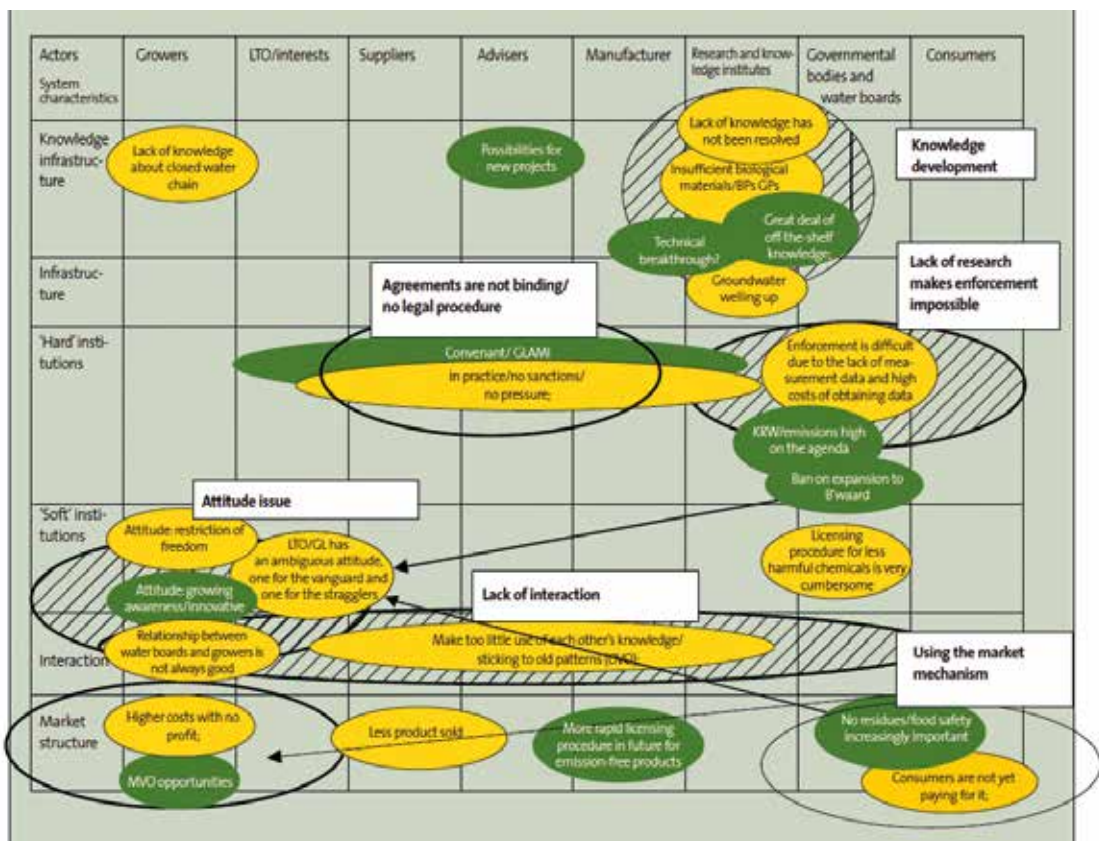 Actors
System
characteristics
Growers
LTO/interests
Suppliers
Advisers
Manufacturer
Research and know-
ledge institutes
Governmental
bodies and
water boards
Consumers
Knowledge
infrastruc-
ture
Lack of knowledge
about closed water
chain
Possibilities for
new projects
Lack of knowledge has
not been resolved
Insufficient biological
materials/BPs GPs
Great deal of
off-the-shelf
knowledge;
Technical
breakthrough?
Knowledge
development
Infrastruc-
ture
Groundwater
welling up
Agreements are not binding/
no legal procedure
Lack of research
makes enforcement
impossible
'Hard' insti-
tutions
Convenant/ GLAMI
in practice/no sanctions/
no pressure;
Enforcement is difficult
due to the lack of mea-
surement data and high
costs of obtaining data
KRW/emissions high
on the agenda
Ban on expansion to
B'waard
Attitude issue
'Soft' insti-
tutions
Attitude: restriction of
freedom
LTO/GL has
an ambiguous attitude,
one for the vanguard and
one for the stragglers
Attitude: growing
awareness/innovative
Licensing
procedure for less
harmful chemicals is very
cumbersome
Lack of interaction
Interaction
Relationship between
water boards and growers is
not always good
Make too little use of each other's knowledge/
sticking to old patterns (OVO);
Using the market
mechanism
Market
structure
Higher costs with no
profit;
MVO opportunities
Less product sold
More rapid licensing
procedure in future for
emission-free products
No residues/food safety
increasingly important
Consumers are not yet
paying for it;